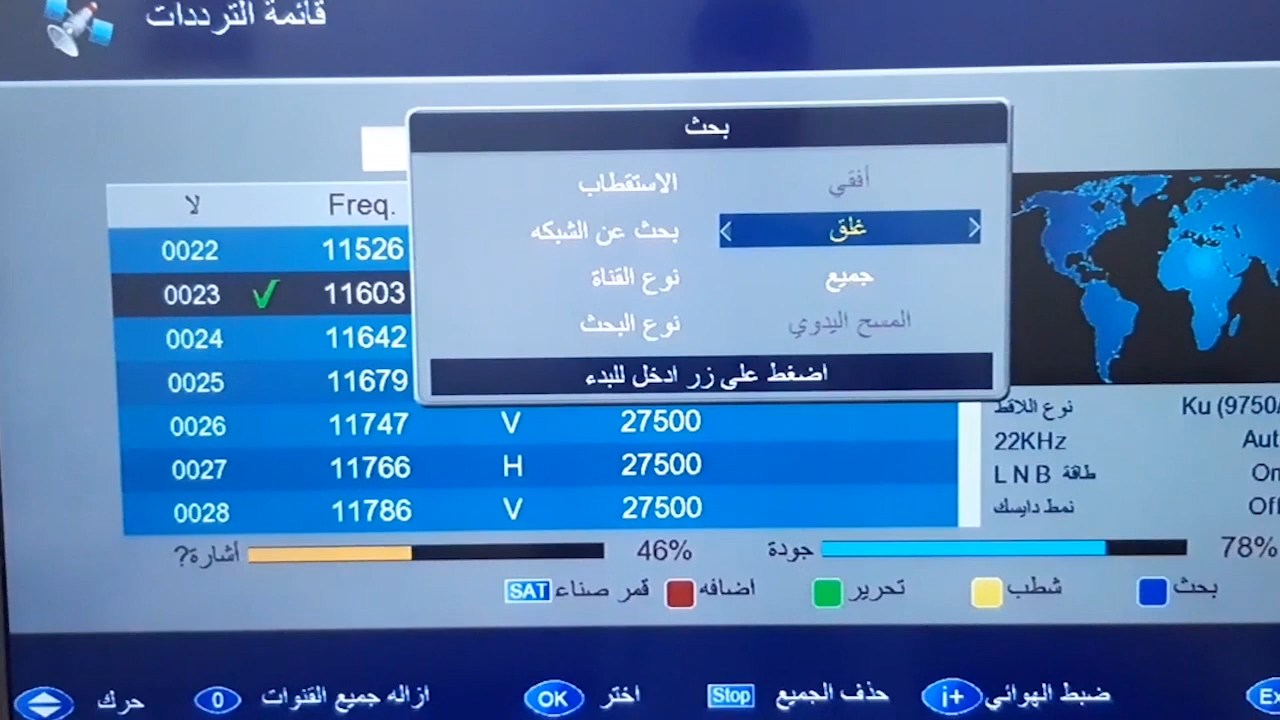 قائمة الترددات
بحث
الاستقطاب أفقي
بحث عن الشبكه غلق
نوع القناة جميع
نوع البحث المسح اليدوي
اضغط على زر ادخل للبدء
لا Freq.
0022 11526
0023 11603
0024 11642
0025 11679
0026 11747 V 27500
0027 11766 H 27500
0028 11786 V 27500
نوع اللاقط Ku (9750/
22KHz Aut
طاقة LNB On
نمط دايسك Off
أشارة? 46% جودة 78%
SAT قمر صناع اضافه تحرير شطب بحث
حرك 0 ازاله جميع القنوات OK اختر Stop حذف الجميع i+ ضبط الهوائي Ex